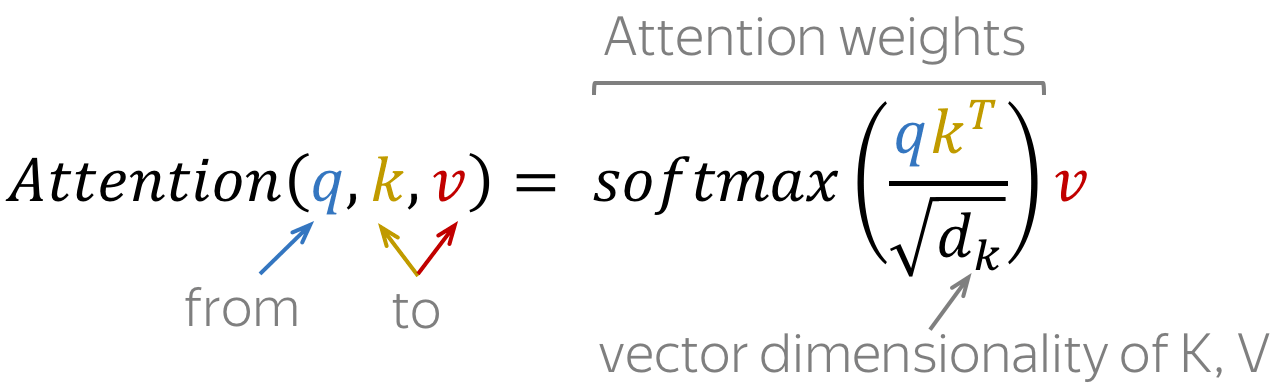 Attention weights
Attention(q, k, v) = softmax(qk^T / √d_k) v
from to
vector dimensionality of K, V